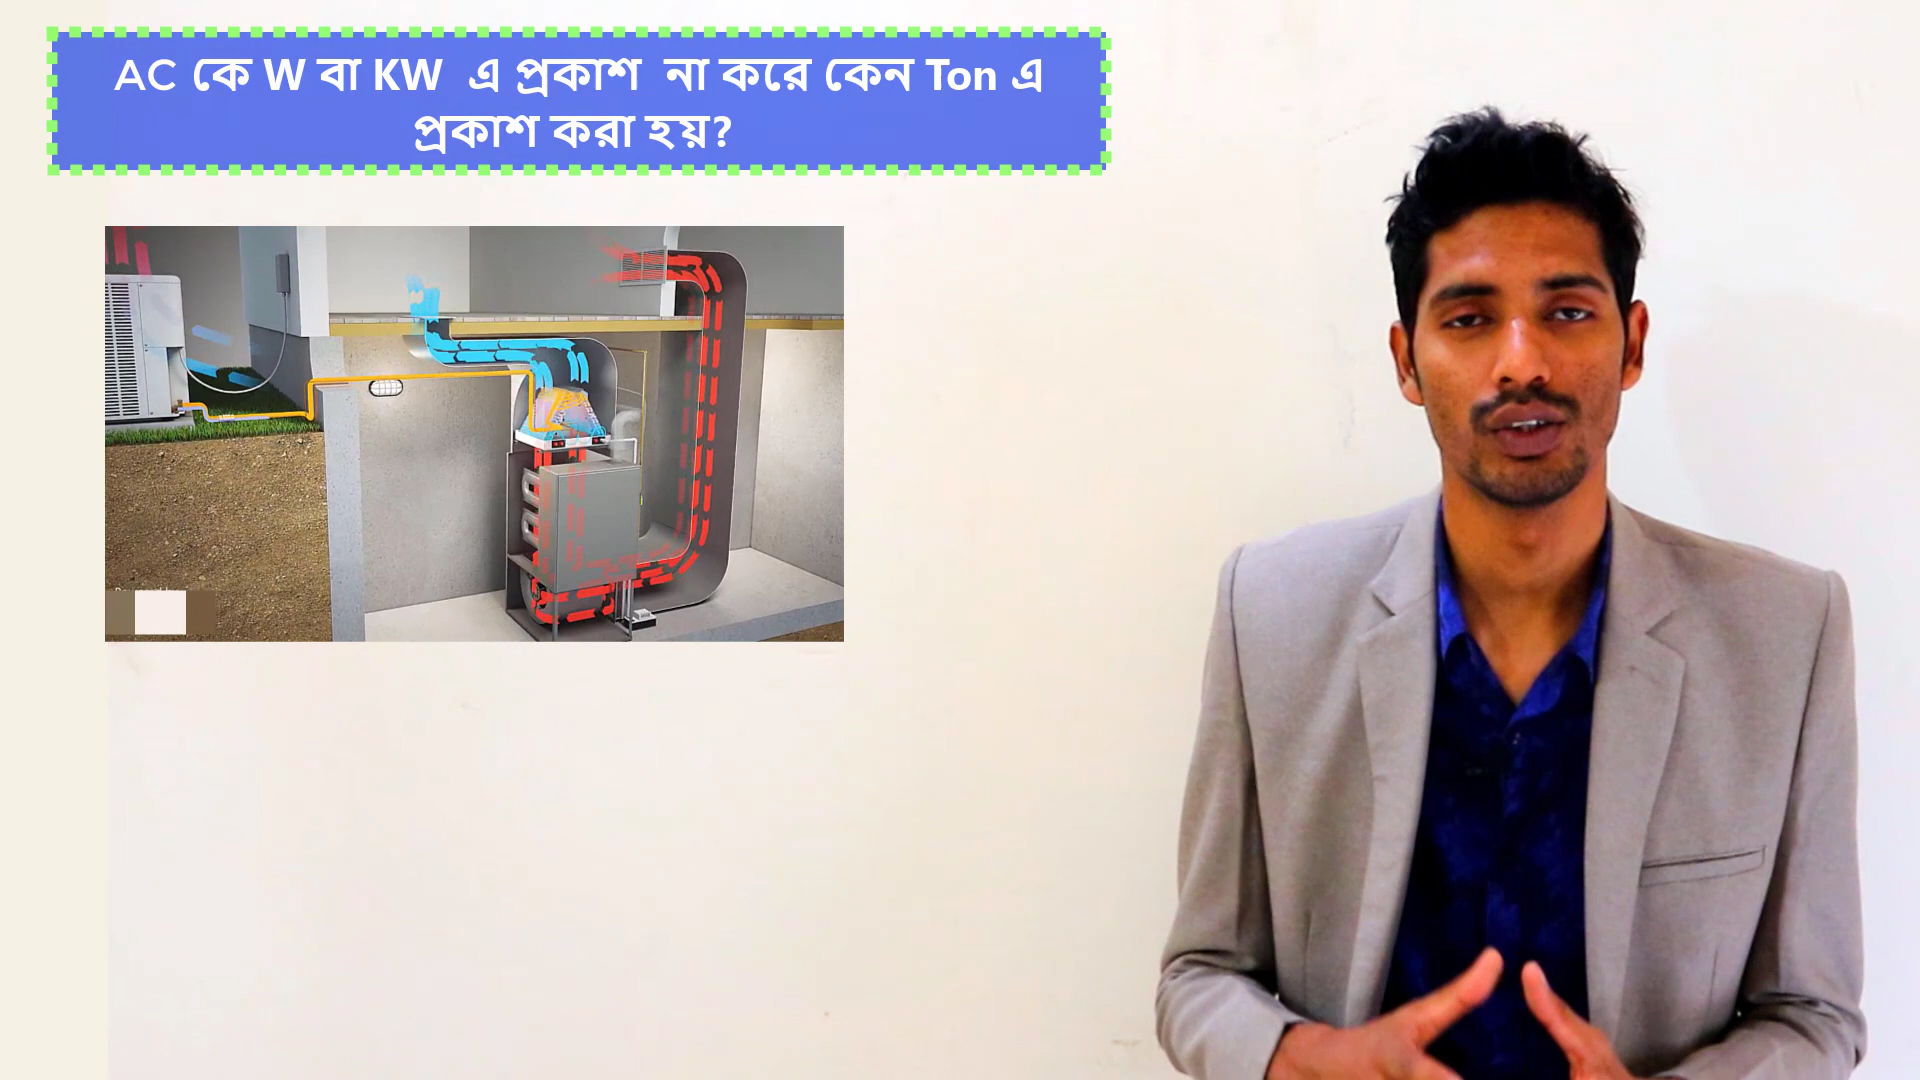 AC কে W বা KW এ প্রকাশ না করে কেন Ton এ
প্রকাশ করা হয়?